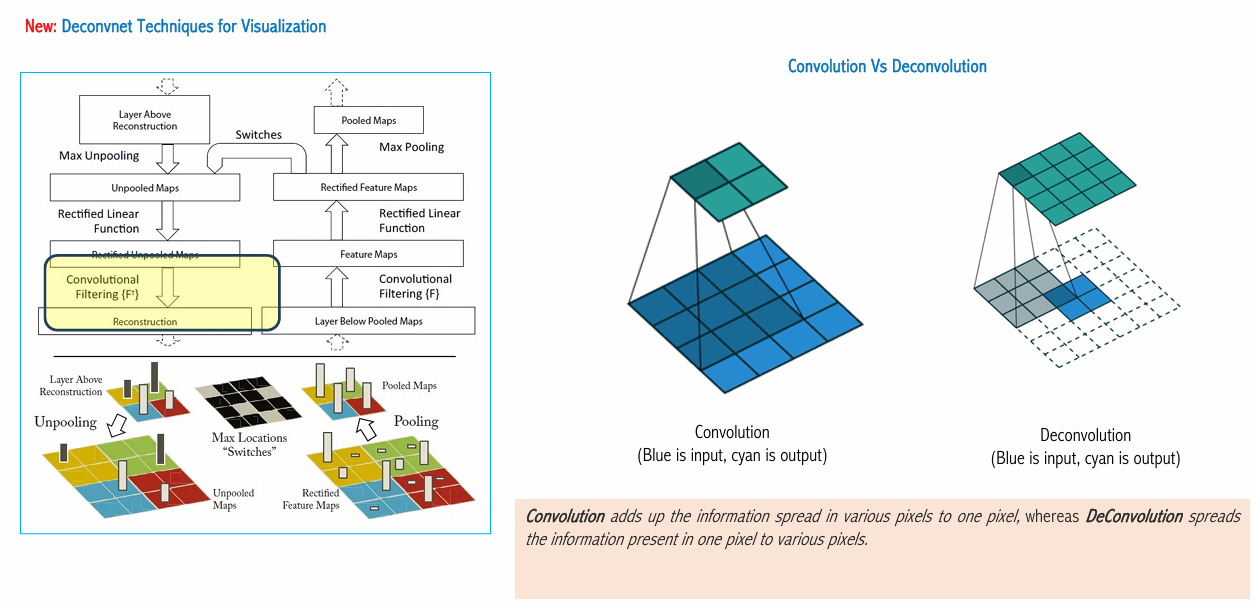 New: Deconvnet Techniques for Visualization
Layer Above
Reconstruction
Pooled Maps
Switches
Max Unpooling
Max Pooling
Unpooled Maps
Rectified Feature Maps
Rectified Linear
Function
Rectified Linear
Function
Rectified Unpooled Maps
Feature Maps
Convolutional
Filtering {Fᵀ}
Convolutional
Filtering {F}
Reconstruction
Layer Below Pooled Maps
Layer Above
Reconstruction
Pooled Maps
Unpooling
Pooling
Max Locations
“Switches”
Unpooled
Maps
Rectified
Feature Maps
Convolution Vs Deconvolution
Convolution
(Blue is input, cyan is output)
Deconvolution
(Blue is input, cyan is output)
Convolution adds up the information spread in various pixels to one pixel, whereas DeConvolution spreads
the information present in one pixel to various pixels.